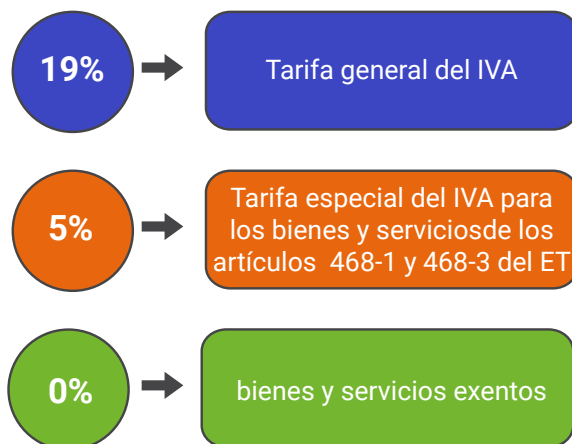 19%
Tarifa general del IVA
5%
Tarifa especial del IVA para
los bienes y serviciosde los
artículos 468-1 y 468-3 del ET
0%
bienes y servicios exentos